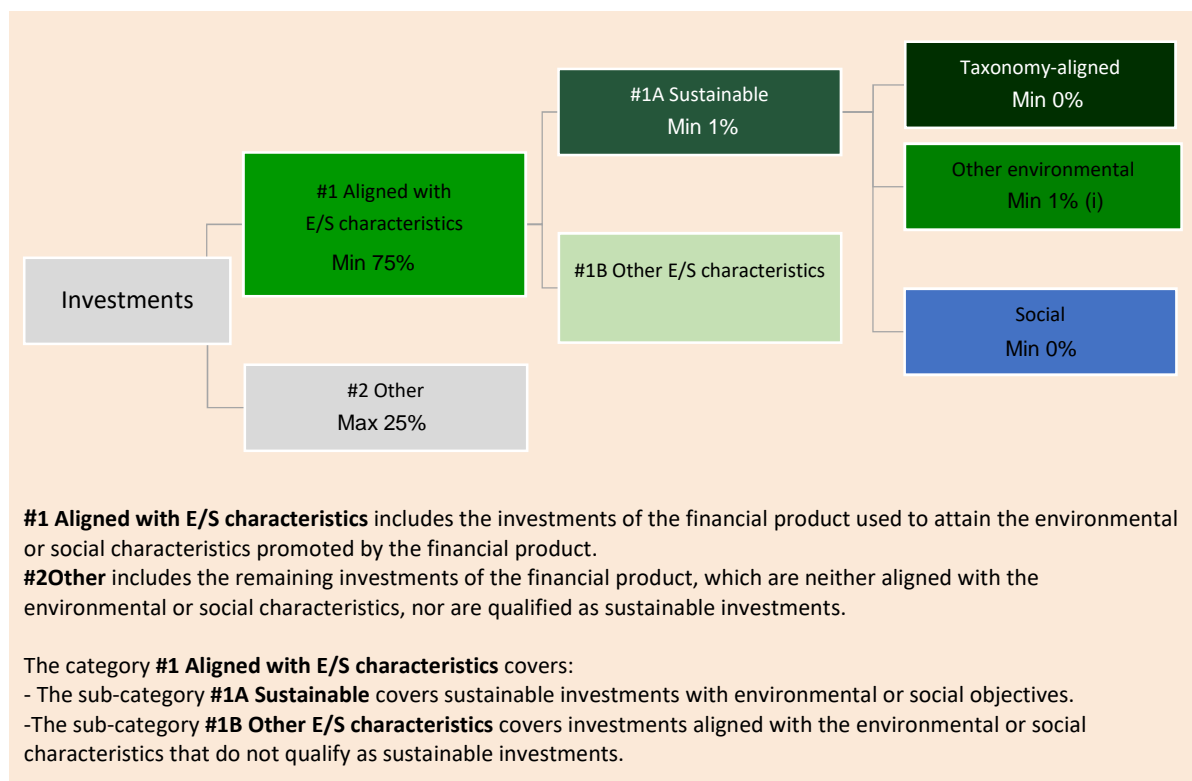 Investments
#1 Aligned with
E/S characteristics
Min 75%
#2 Other
Max 25%
#1A Sustainable
Min 1%
#1B Other E/S characteristics
Taxonomy-aligned
Min 0%
Other environmental
Min 1% (i)
Social
Min 0%
#1 Aligned with E/S characteristics includes the investments of the financial product used to attain the environmental
or social characteristics promoted by the financial product.
#2Other includes the remaining investments of the financial product, which are neither aligned with the
environmental or social characteristics, nor are qualified as sustainable investments.
The category #1 Aligned with E/S characteristics covers:
- The sub-category #1A Sustainable covers sustainable investments with environmental or social objectives.
-The sub-category #1B Other E/S characteristics covers investments aligned with the environmental or social
characteristics that do not qualify as sustainable investments.